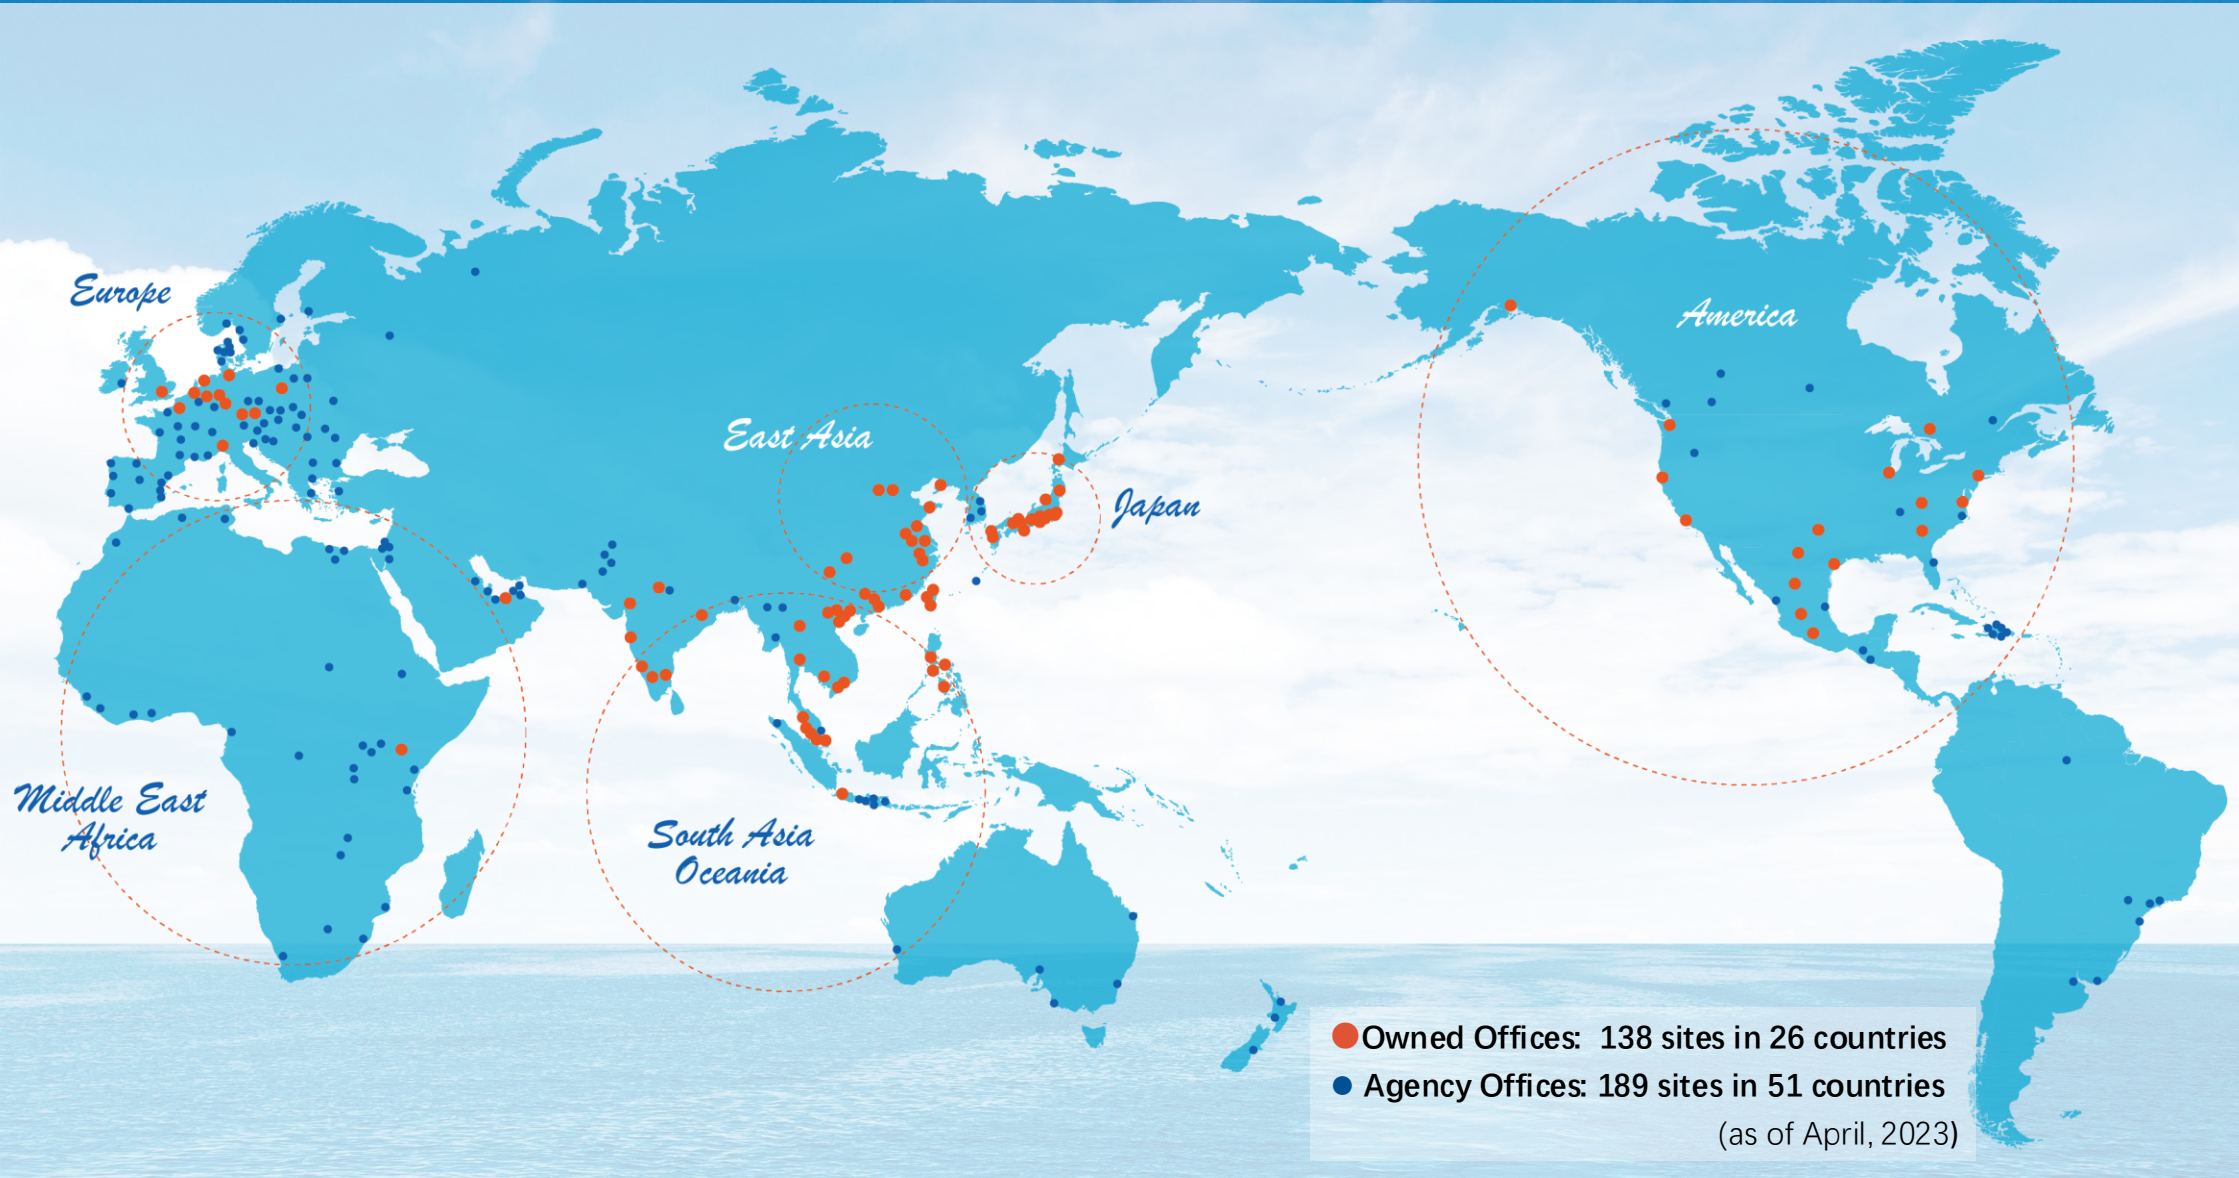 Europe
America
East Asia
Japan
Middle East
Africa
South Asia
Oceania
Owned Offices: 138 sites in 26 countries
Agency Offices: 189 sites in 51 countries
(as of April, 2023)